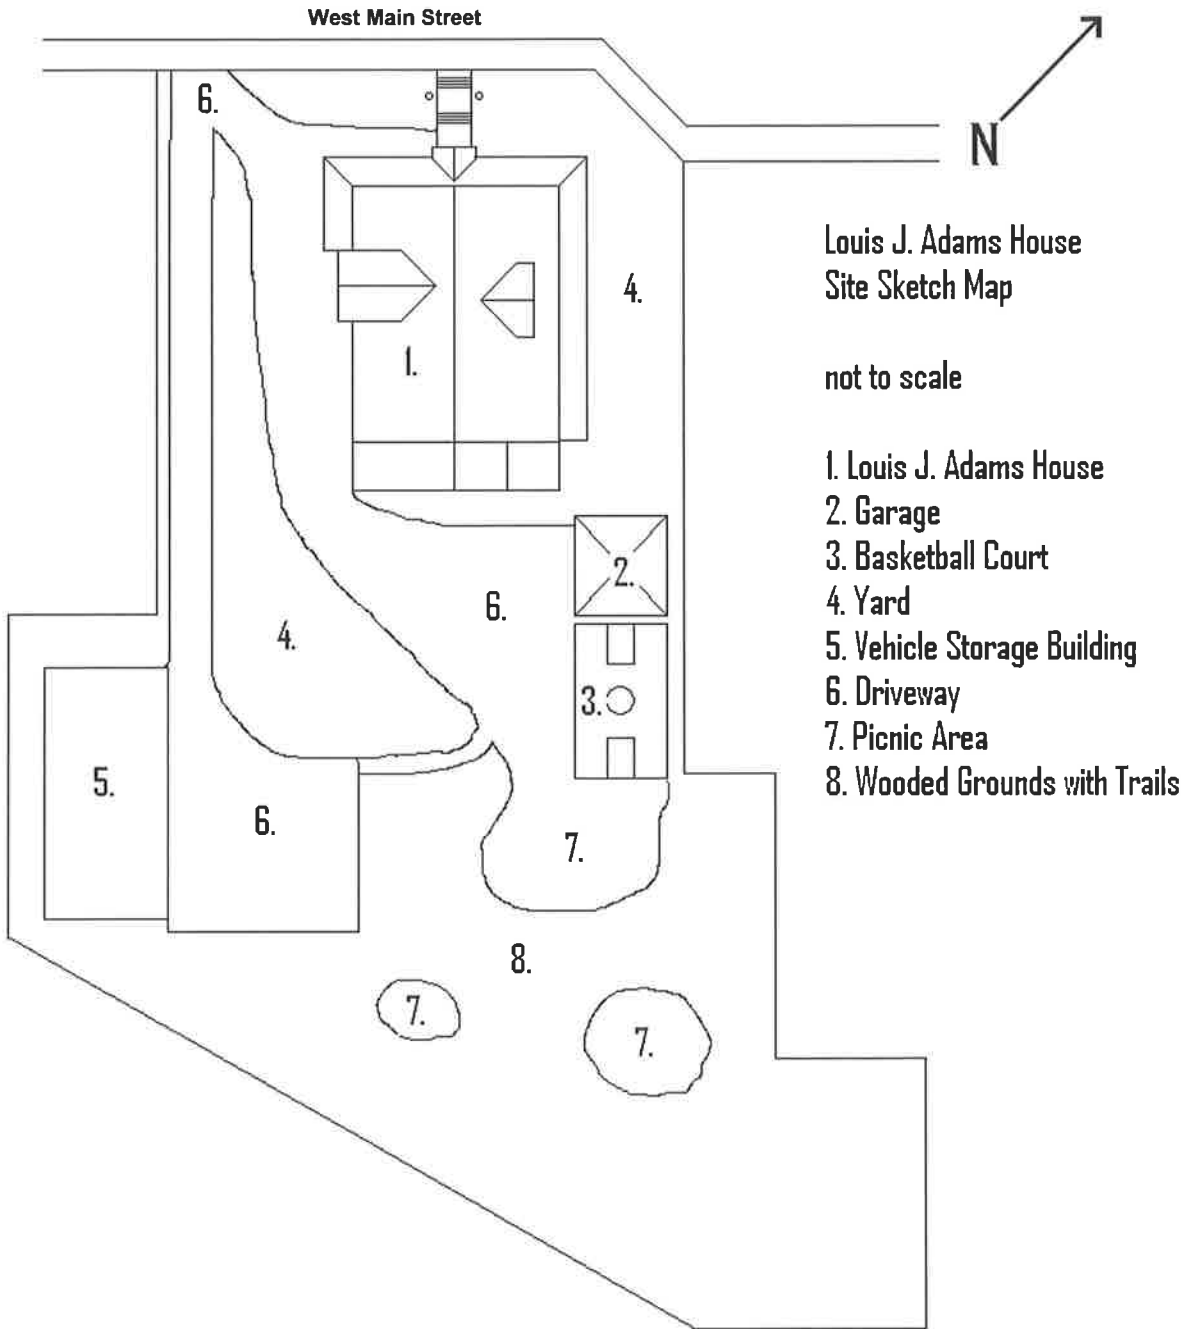 West Main Street
N
Louis J. Adams House
Site Sketch Map
not to scale
1. Louis J. Adams House
2. Garage
3. Basketball Court
4. Yard
5. Vehicle Storage Building
6. Driveway
7. Picnic Area
8. Wooded Grounds with Trails
6.
4.
1.
2.
6.
4.
3.
5.
6.
7.
8.
7.
7.